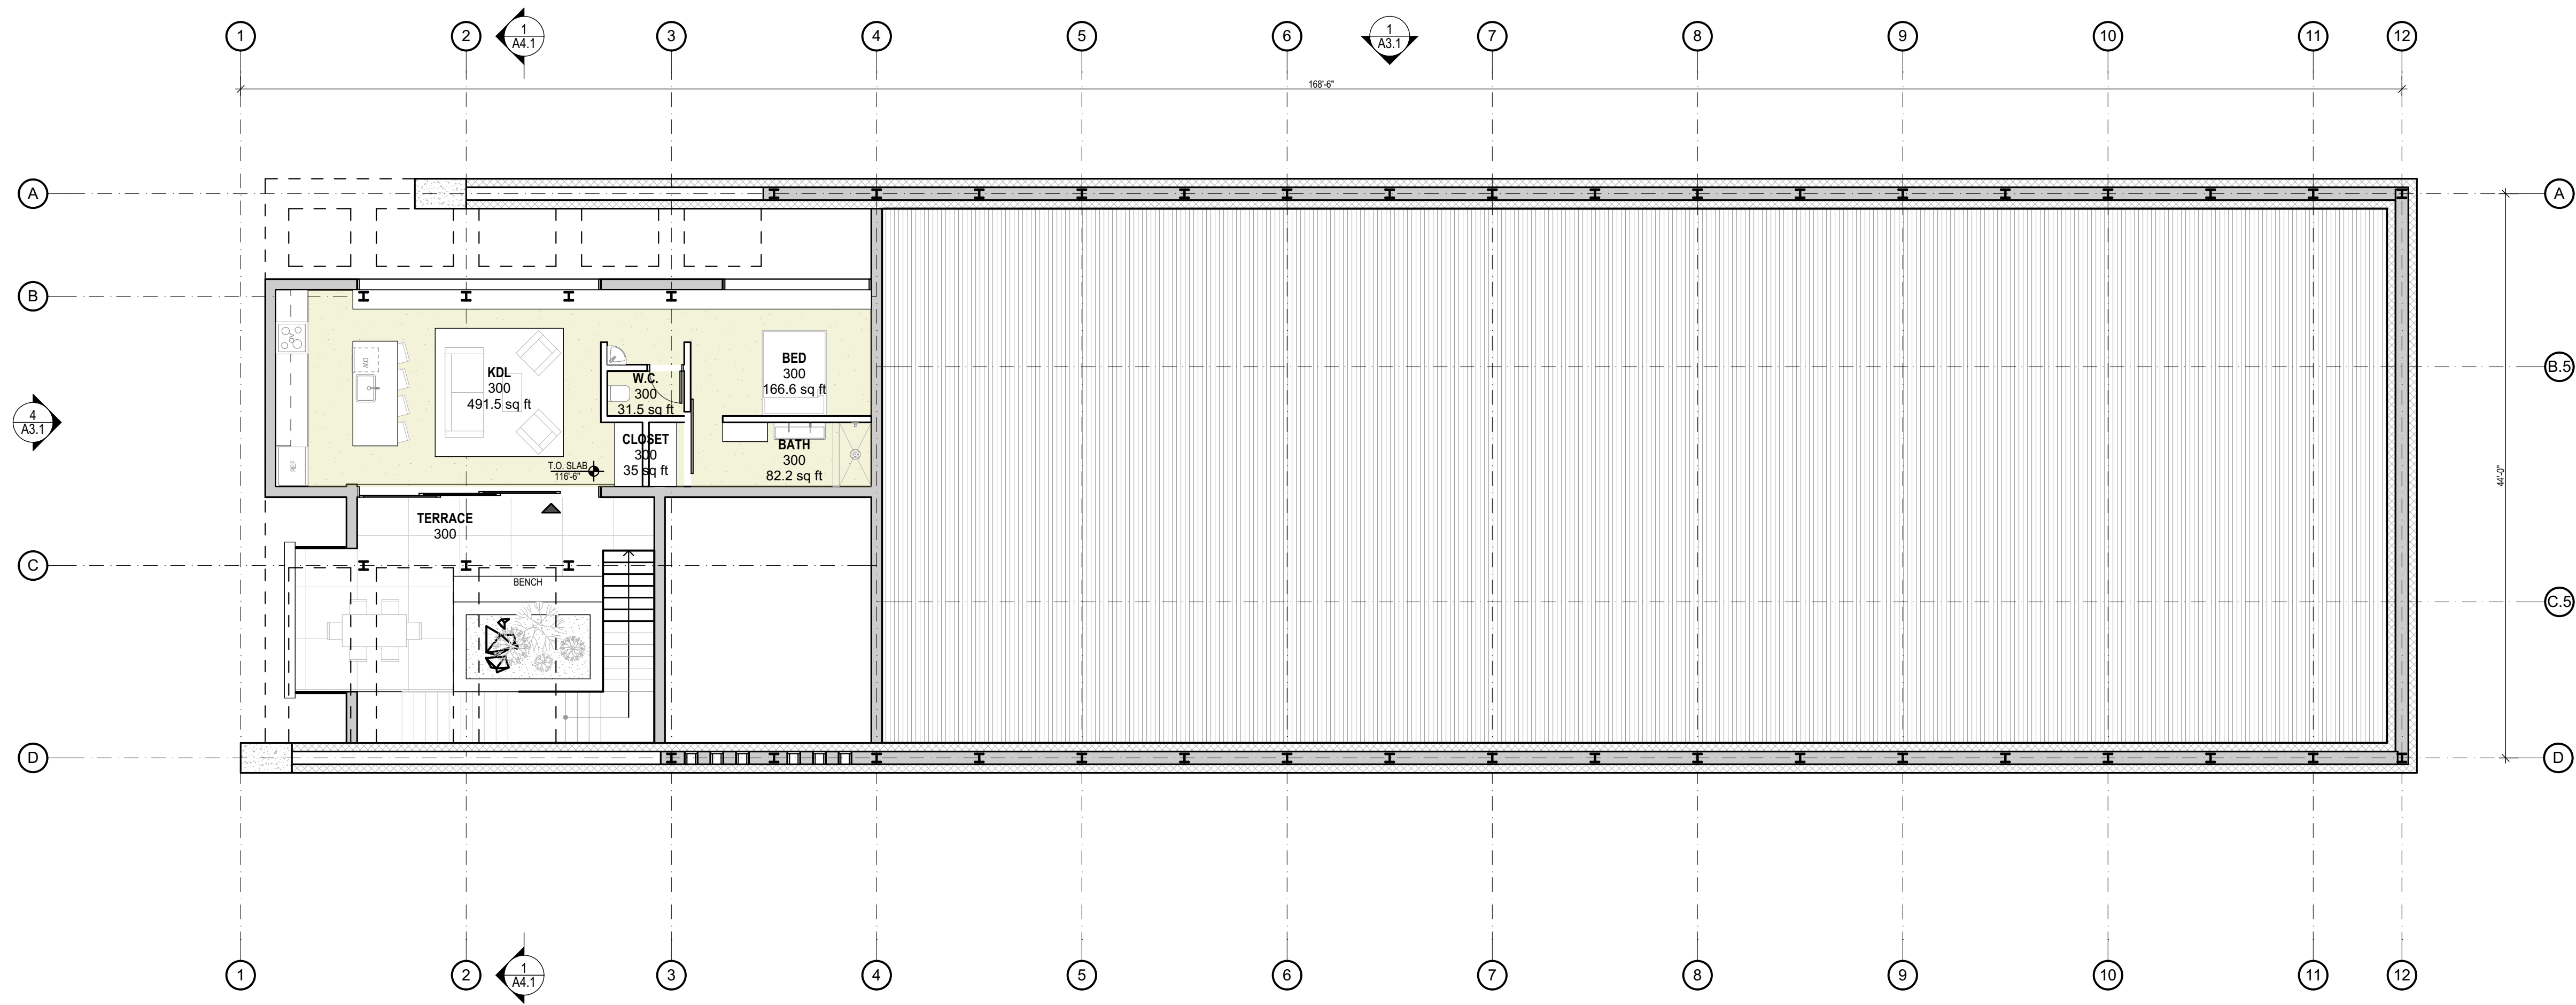 1
2
1
A4.1
3
4
5
6
1
A3.1
7
8
9
10
11
12
168'-6"
A
A
B
B.5
4
A3.1
C
C.5
D
D
44'-0"
OV
DW
REF.
KDL
300
491.5 sq ft
W.C.
300
31.5 sq ft
BED
300
166.6 sq ft
CLOSET
300
35 sq ft
BATH
300
82.2 sq ft
T.O. SLAB
116'-6"
TERRACE
300
BENCH
1
2
1
A4.1
3
4
5
6
7
8
9
10
11
12